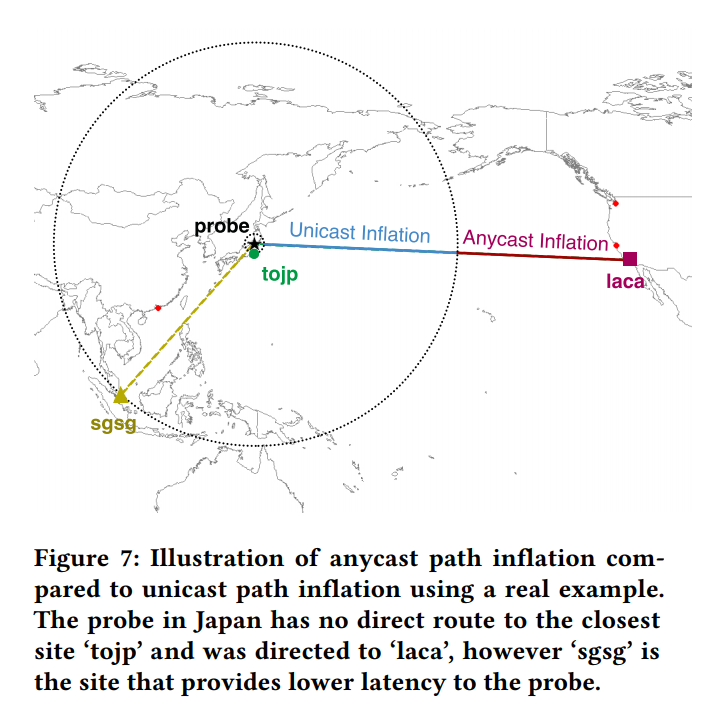 probe
Unicast Inflation
Anycast Inflation
tojp
laca
sgsg
Figure 7: Illustration of anycast path inflation com-
pared to unicast path inflation using a real example.
The probe in Japan has no direct route to the closest
site ‘tojp’ and was directed to ‘laca’, however ‘sgsg’ is
the site that provides lower latency to the probe.